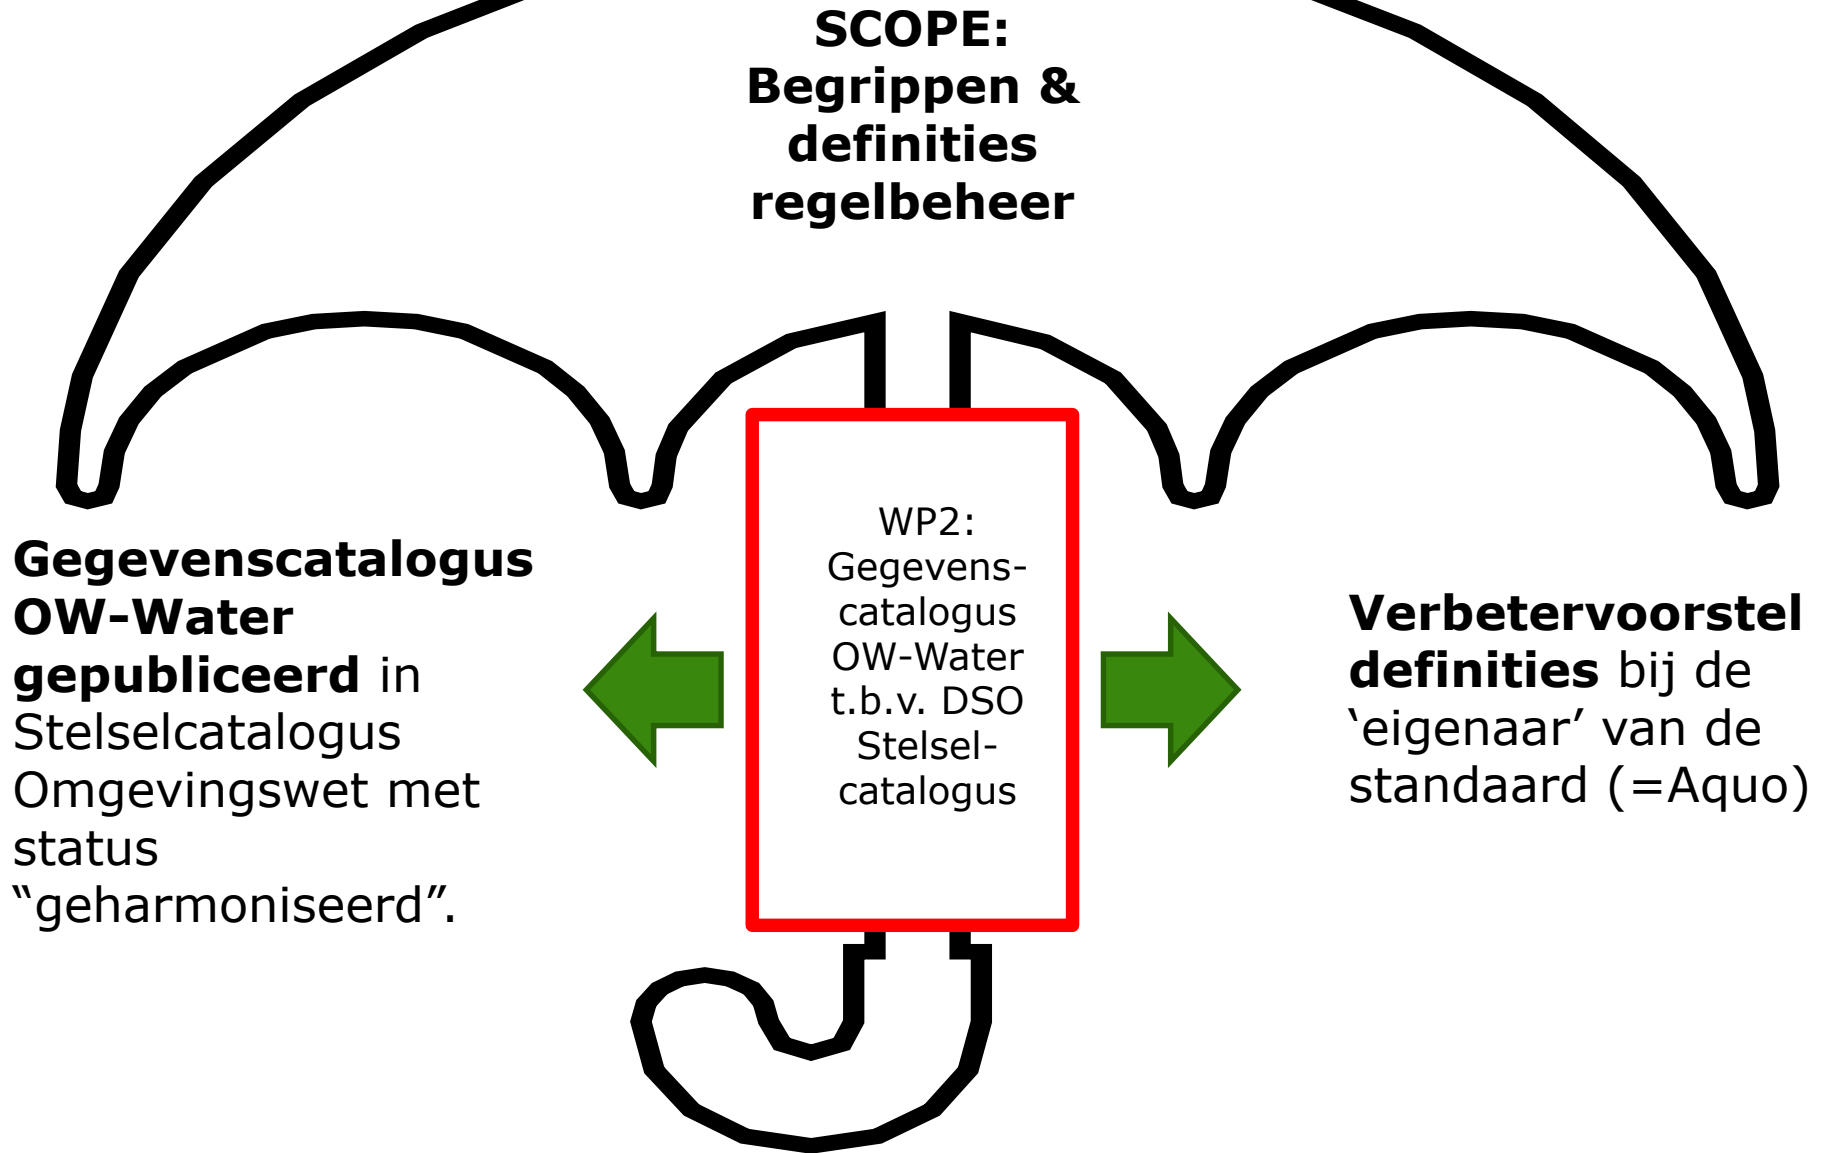 SCOPE:
Begrippen &
definities
regelbeheer
Gegevenscatalogus
OW-Water
gepubliceerd in
Stelselcatalogus
Omgevingswet met
status
“geharmoniseerd”.
WP2:
Gegevens-
catalogus
OW-Water
t.b.v. DSO
Stelsel-
catalogus
Verbetervoorstel
definities bij de
‘eigenaar’ van de
standaard (=Aquo)